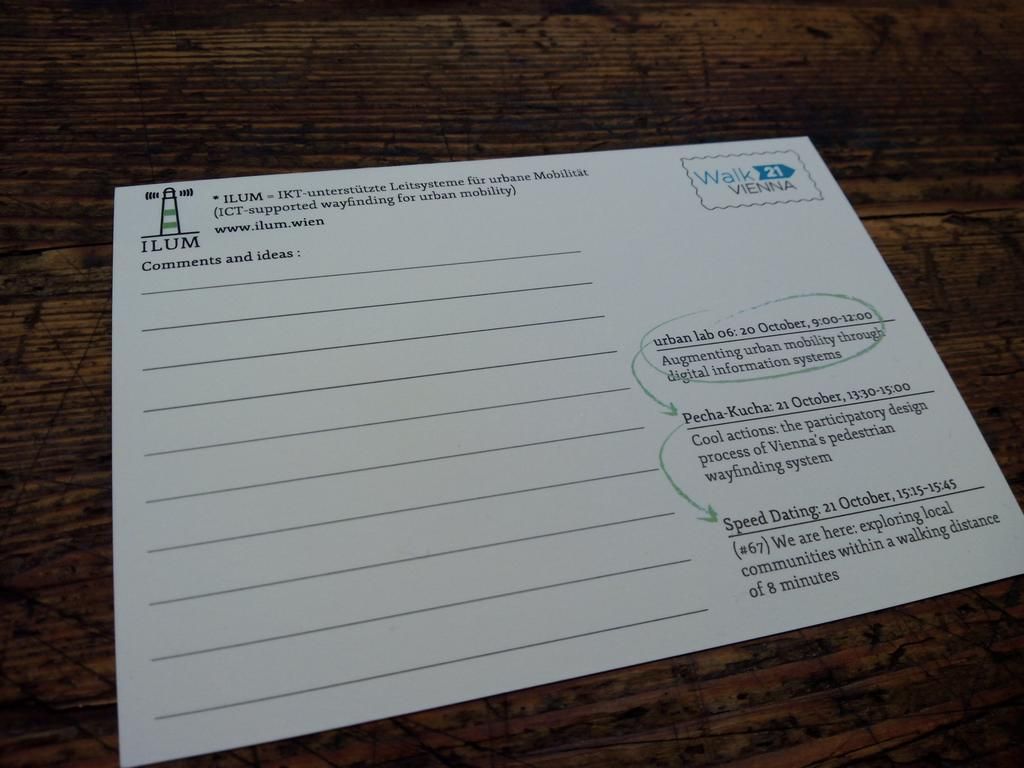 ILUM
* ILUM = IKT-unterstützte Leitsysteme für urbane Mobilität
(ICT-supported wayfinding for urban mobility)
www.ilum.wien
Comments and ideas :
Walk 21
VIENNA
urban lab 06: 20 October, 9:00-12:00
Augmenting urban mobility through
digital information systems
Pecha-Kucha: 21 October, 13:30-15:00
Cool actions: the participatory design
process of Vienna's pedestrian
wayfinding system
Speed Dating: 21 October, 15:15-15:45
(#67) We are here: exploring local
communities within a walking distance
of 8 minutes